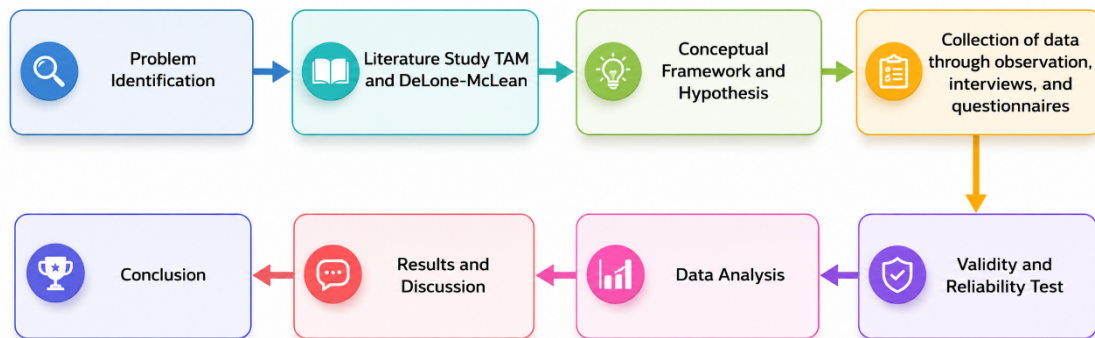 Problem
Identification
Literature Study TAM
and DeLone-McLean
Conceptual
Framework and
Hypothesis
Collection of data
through observation,
interviews, and
questionnaires
Validity and
Reliability Test
Data Analysis
Results and
Discussion
Conclusion